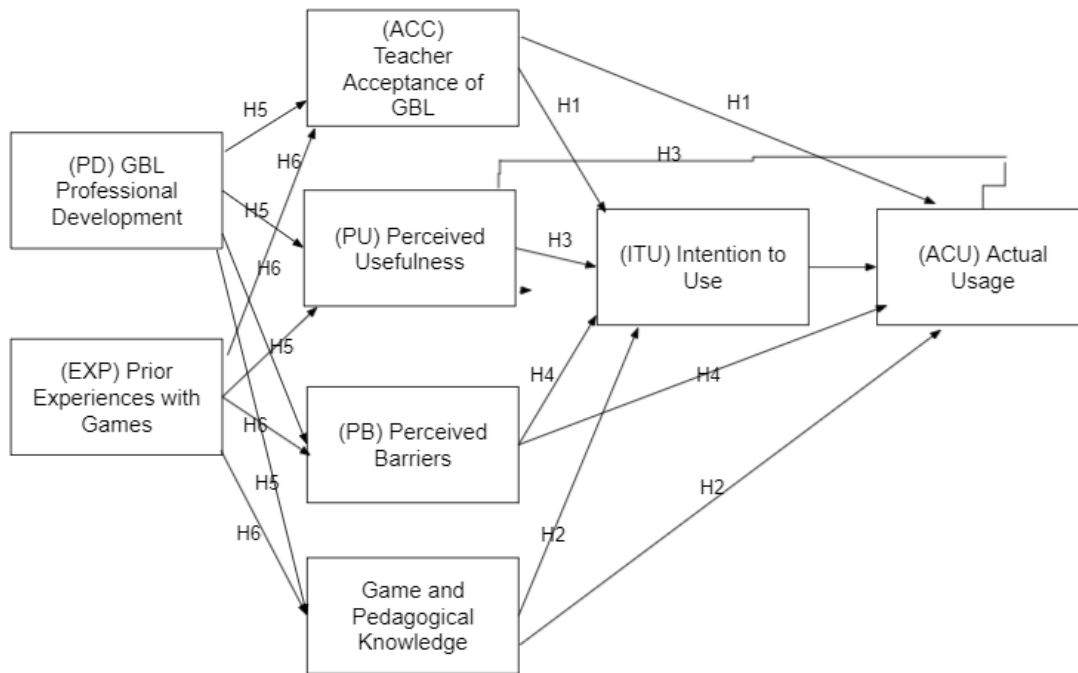 (ACC)
Teacher
Acceptance of
GBL
H1
H1
H5
H6
H3
(PD) GBL
Professional
Development
H5
(PU) Perceived
Usefulness
H3
(ITU) Intention to
Use
(ACU) Actual
Usage
H6
H5
(EXP) Prior
Experiences with
Games
H4
H4
H6
(PB) Perceived
Barriers
H5
H2
H6
H2
Game and
Pedagogical
Knowledge